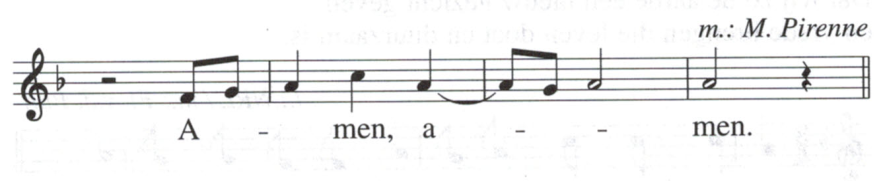 m.: M. Pirenne
A - men, a - - men.